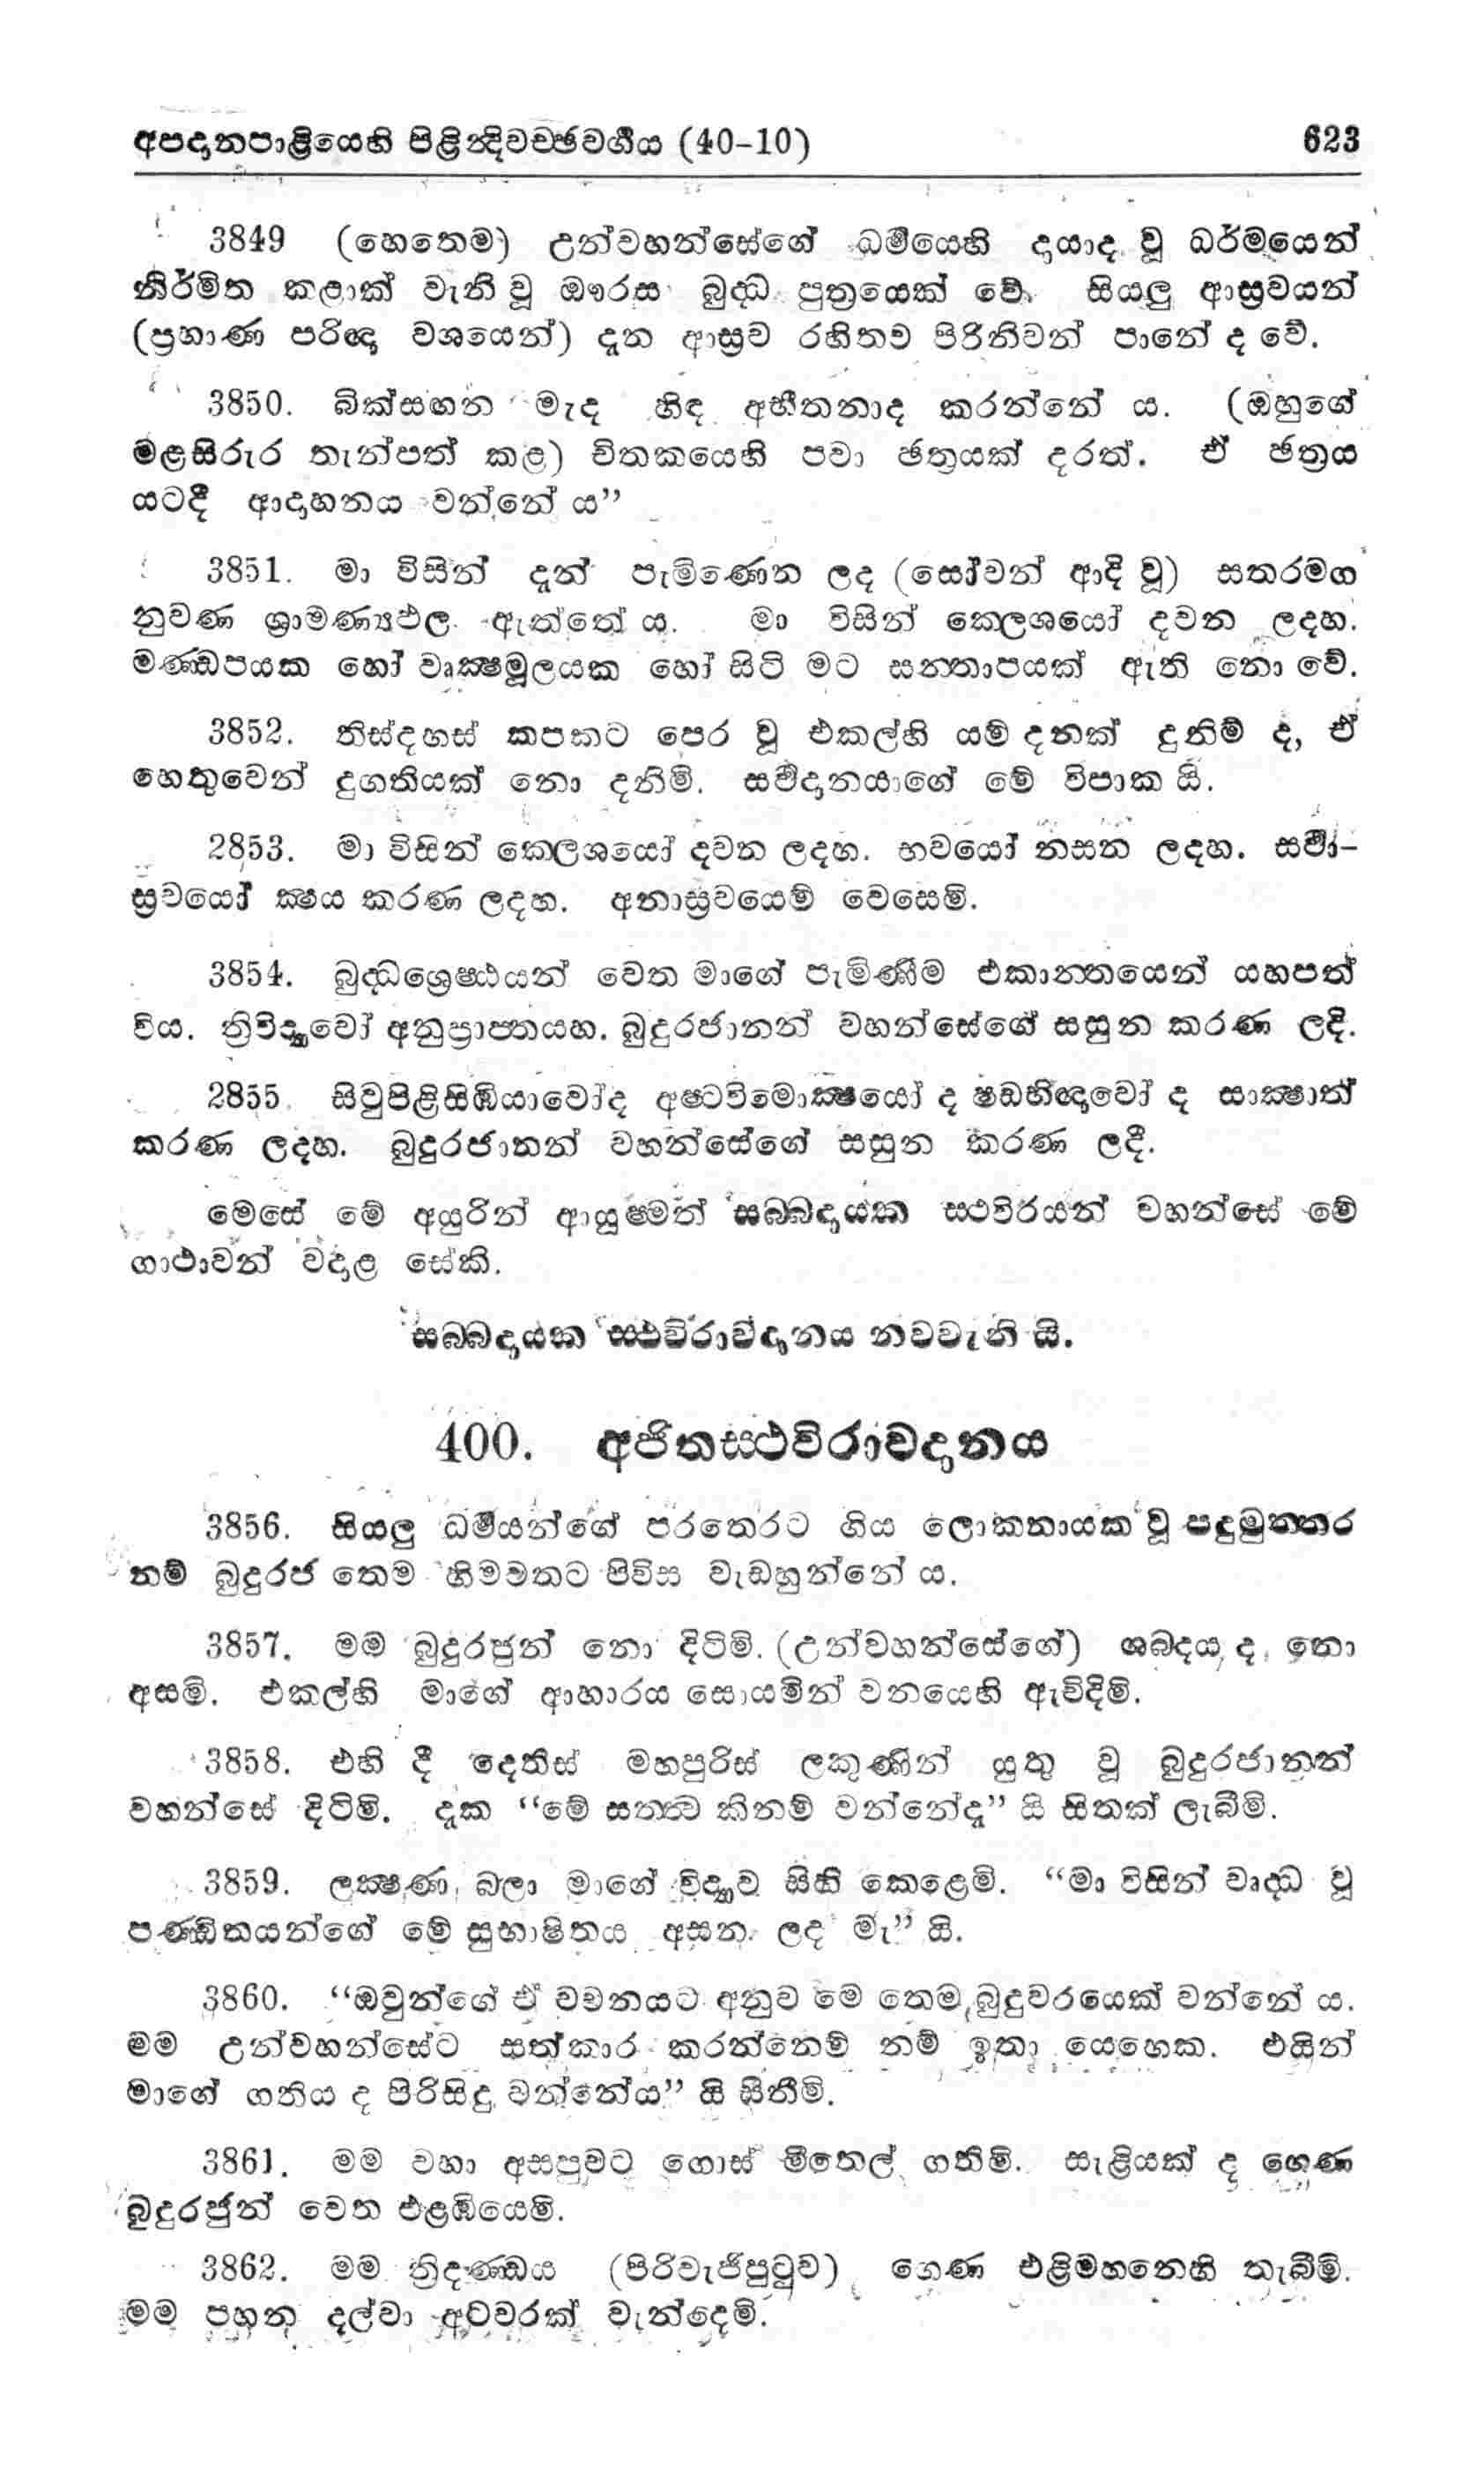 අපදානපාළියෙහි පිළින්‍දිවච්ඡවර්‍ගය (40-10) 623
3849 (හෙතෙම) උන්වහන්සේගේ ධර්‍මයෙහි දායාද වූ ධර්මයෙන්
නිර්මිත කළාක් වැනි වූ ඖරස බුද්‍ධ පුත්‍රයෙක් වේ. සියලු ආස්‍රවයන්
(ප්‍රහාණ පරිඥා වශයෙන්) දැන ආස්‍රව රහිතව පිරිනිවන් පානේ ද වේ.
3850. බික්සඟන මැද හිඳ අභීතනාද කරන්නේ ය. (ඔහුගේ
මළසිරුර තැන්පත් කළ) චිතකයෙහි පවා ඡත්‍රයක් දරත්. ඒ ඡත්‍රය
යටදී ආදාහනය වන්නේ ය”
3851. මා විසින් දැන් පැමිණෙන ලද (සෝවන් ආදි වූ) සතරමග
නුවණ ශ්‍රාමණ්‍යඵල ඇත්තේ ය. මා විසින් කෙලශයෝ දවන ලදහ.
මණ්ඩපයක හෝ වෘක්‍ෂමූලයක හෝ සිටි මට සන්‍තාපයක් ඇති නො වේ.
3852. තිස්දහස් කපකට පෙර වූ එකල්හි යම් දනක් දුනිම් ද, ඒ
හෙතුවෙන් දුගතියක් නො දනිමි. සර්‍වදානයාගේ මේ විපාක යි.
2853. මා විසින් කෙලශයෝ දවන ලදහ. භවයෝ නසන ලදහ. සර්‍වා-
ස්‍රවයෝ ක්‍ෂය කරණ ලදහ. අනාස්‍රවයෙම් වෙසෙමි.
3854. බුද්‍ධශ්‍රෙෂ්‍ඨයන් වෙත මාගේ පැමිණීම එකාන්‍තයෙන් යහපත්
විය. ත්‍රිවිද්‍යාවෝ අනුප්‍රාප්‍තයහ. බුදුරජානන් වහන්සේගේ සසුන කරණ ලදි.
2855. සිවුපිළිසිඹියාවෝද අෂ්‍ටවිමොක්‍ෂයෝ ද ෂඩභිඥාවෝ ද සාක්‍ෂාත්
කරණ ලදහ. බුදුරජානන් වහන්සේගේ සසුන කරණ ලදී.
මෙසේ මේ අයුරින් ආයුෂ්‍මත් සබ්‍බදායක ස්‍ථවිරයන් වහන්සේ මේ
ගාථාවන් වදාළ සේකි.
සබ්‍බදායක ස්‍ථවිරාවදානය නවවැනි යි.
400. අජිතස්‍ථවිරාවදානය
3856. සියලු ධර්‍මයන්ගේ පරතෙරට ගිය ලොකනායක වූ පදුමුත්‍තර
නම් බුදුරජ තෙම හිමවතට පිවිස වැඩහුන්නේ ය.
3857. මම බුදුරජුන් නො දිටිමි. (උන්වහන්සේගේ) ශබ්දය ද නො
අසමි. එකල්හි මාගේ ආහාරය සොයමින් වනයෙහි ඇවිදිමි.
3858. එහි දී දෙතිස් මහපුරිස් ලකුණින් යුතු වූ බුදුරජානන්
වහන්සේ දිටිමි. දැක “මේ සත්‍ත්‍ව කිනම් වන්නේදැ” යි සිතක් ලැබීමි.
3859. ලක්‍ෂණ බලා මාගේ විද්‍යාව සිහි කෙළෙමි. “මා විසින් වෘද්‍ධ වූ
පණ්ඩිතයන්ගේ මේ සුභාෂිතය අසන ලද මැ” යි.
3860. “ඔවුන්ගේ ඒ වචනයට අනුව මෙ තෙම බුදුවරයෙක් වන්නේ ය.
මම උන්වහන්සේට සත්කාර කරන්නෙම් නම් ඉතා යෙහෙක. එයින්
මාගේ ගතිය ද පිරිසිදු වන්නේය” යි සිතීමි.
3861. මම වහා අසපුවට ගොස් මීතෙල් ගතිමි. සැළියක් ද ගෙණ
බුදුරජුන් වෙත එළඹියෙමි.
3862. මම ත්‍රිදණ්ඩය (පිරිවැජිපුටුව) ගෙණ එළිමහනෙහි තැබීමි.
මම පහන දල්වා අටවරක් වැන්දෙමි.